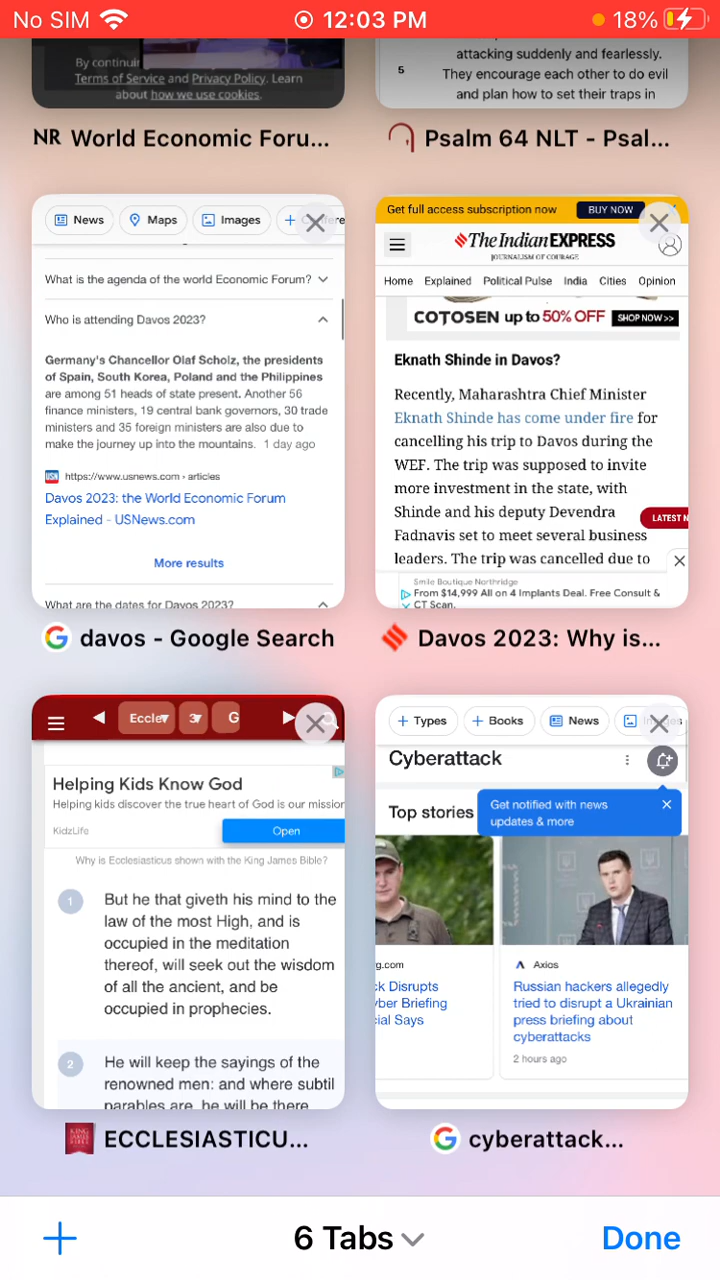 No SIM 12:03 PM 18%
By continuin
Terms of Service and Privacy Policy. Learn
about how we use cookies.
attacking suddenly and fearlessly.
5 They encourage each other to do evil
and plan how to set their traps in
NR World Economic Foru...
Psalm 64 NLT - Psal...
News Maps Images
What is the agenda of the world Economic Forum?
Who is attending Davos 2023?
Germany's Chancellor Olaf Scholz, the presidents
of Spain, South Korea, Poland and the Philippines
are among 51 heads of state present. Another 56
finance ministers, 19 central bank governors, 30 trade
ministers and 35 foreign ministers are also due to
make the journey up into the mountains. 1 day ago
https://www.usnews.com › articles
Davos 2023: the World Economic Forum
Explained - USNews.com
More results
What are the dates for Davos 2023?
davos - Google Search
Get full access subscription now BUY NOW
The Indian EXPRESS
JOURNALISM OF COURAGE
Home Explained Political Pulse India Cities Opinion
COTOSEN up to 50% OFF SHOP NOW >>
Eknath Shinde in Davos?
Recently, Maharashtra Chief Minister
Eknath Shinde has come under fire for
cancelling his trip to Davos during the
WEF. The trip was supposed to invite
more investment in the state, with
Shinde and his deputy Devendra
LATEST N
Fadnavis set to meet several business
leaders. The trip was cancelled due to
Smile Boutique Northridge
From $14,999 All on 4 Implants Deal. Free Consult &
CT Scan.
Davos 2023: Why is...
Eccle 3 G
Helping Kids Know God
Helping kids discover the true heart of God is our mission
KidzLife Open
Why is Ecclesiasticus shown with the King James Bible?
1 But he that giveth his mind to the
law of the most High, and is
occupied in the meditation
thereof, will seek out the wisdom
of all the ancient, and be
occupied in prophecies.
2 He will keep the sayings of the
renowned men: and where subtil
parables are, he will be there
ECCLESIASTICU...
+ Types + Books News
Cyberattack
Top stories
Get notified with news
updates & more
g.com
k Disrupts
yber Briefing
ial Says
Axios
Russian hackers allegedly
tried to disrupt a Ukrainian
press briefing about
cyberattacks
2 hours ago
cyberattack...
+ 6 Tabs Done